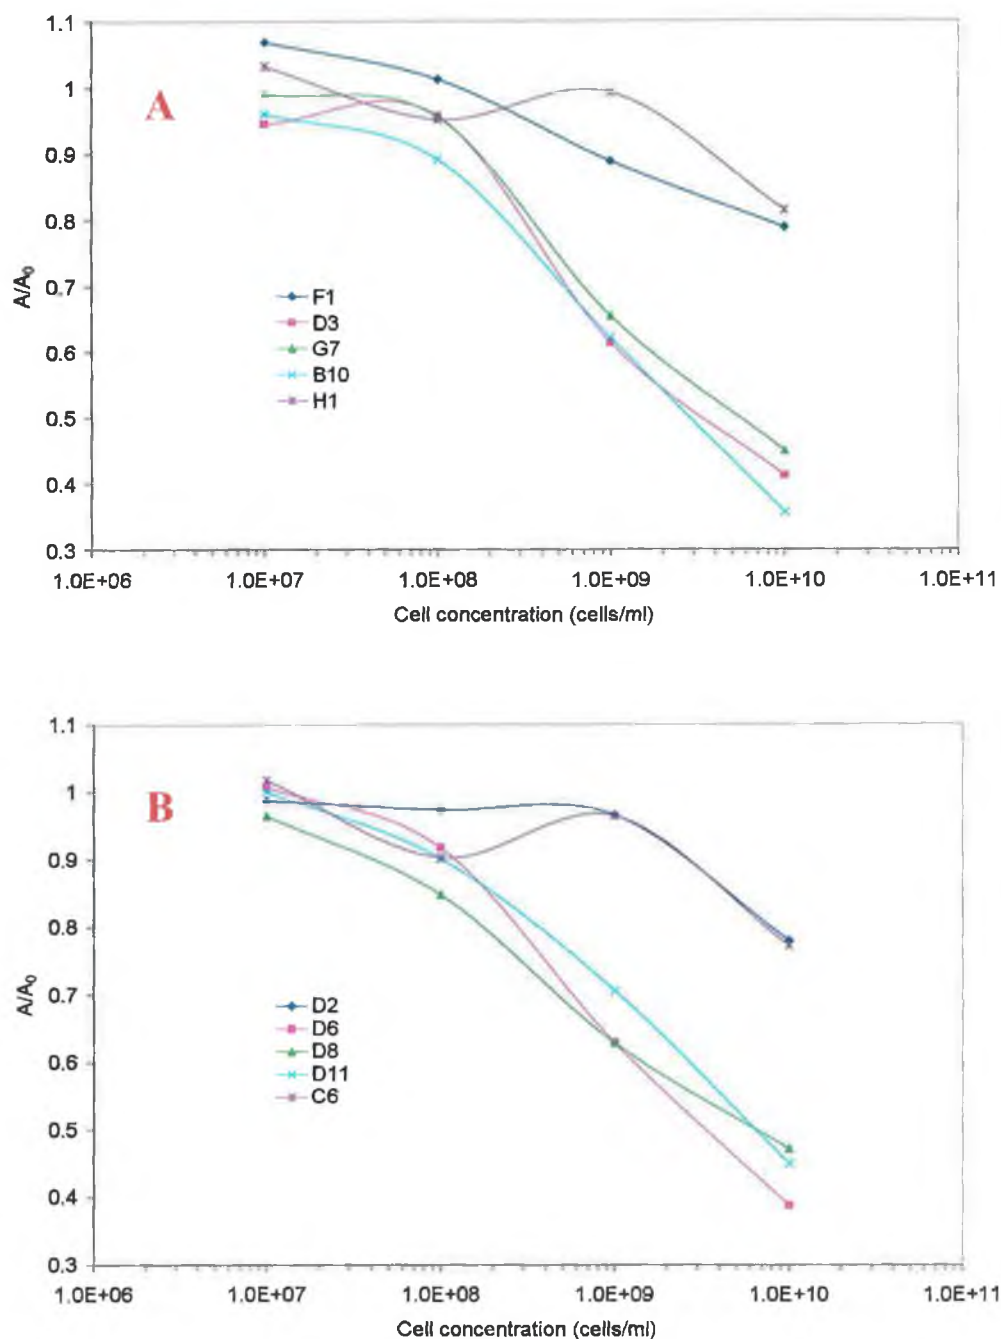 A
1.1
1
0.9
0.8
0.7
0.6
0.5
0.4
0.3
A/A0
F1
D3
G7
B10
H1
1.0E+06 1.0E+07 1.0E+08 1.0E+09 1.0E+10 1.0E+11
Cell concentration (cells/ml)
B
1.1
1
0.9
0.8
0.7
0.6
0.5
0.4
0.3
A/A0
D2
D6
D8
D11
C6
1.0E+06 1.0E+07 1.0E+08 1.0E+09 1.0E+10 1.0E+11
Cell concentration (cells/ml)